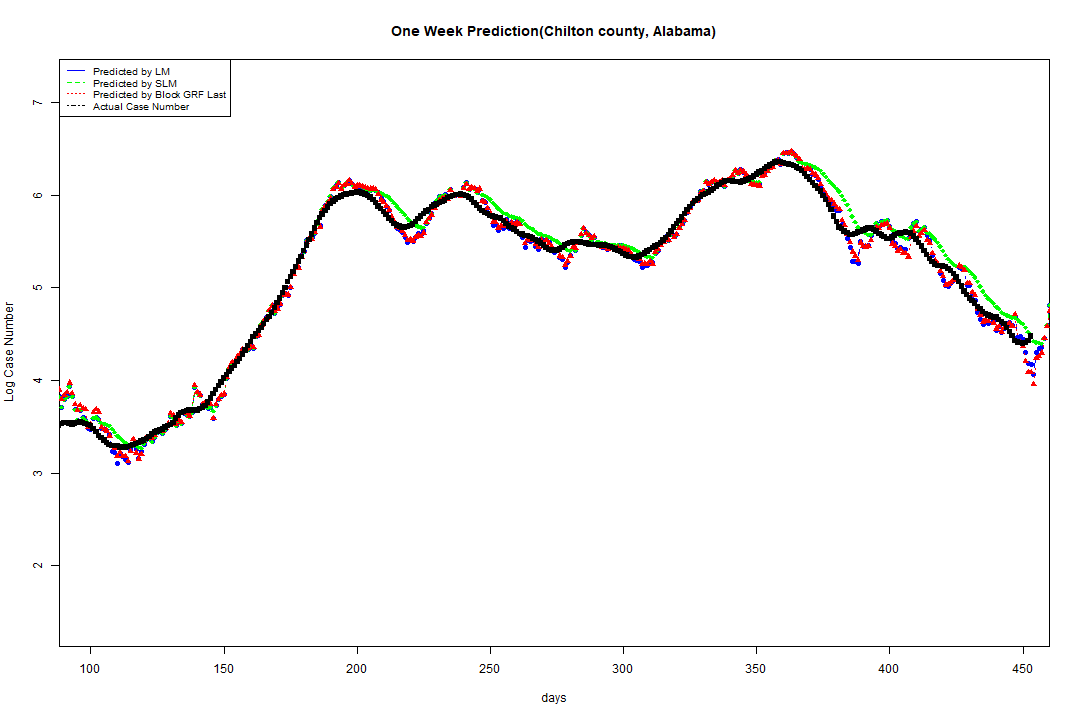 One Week Prediction(Chilton county, Alabama)
Predicted by LM
Predicted by SLM
Predicted by Block GRF Last
Actual Case Number
7
6
5
4
3
2
Log Case Number
100 150 200 250 300 350 400 450
days